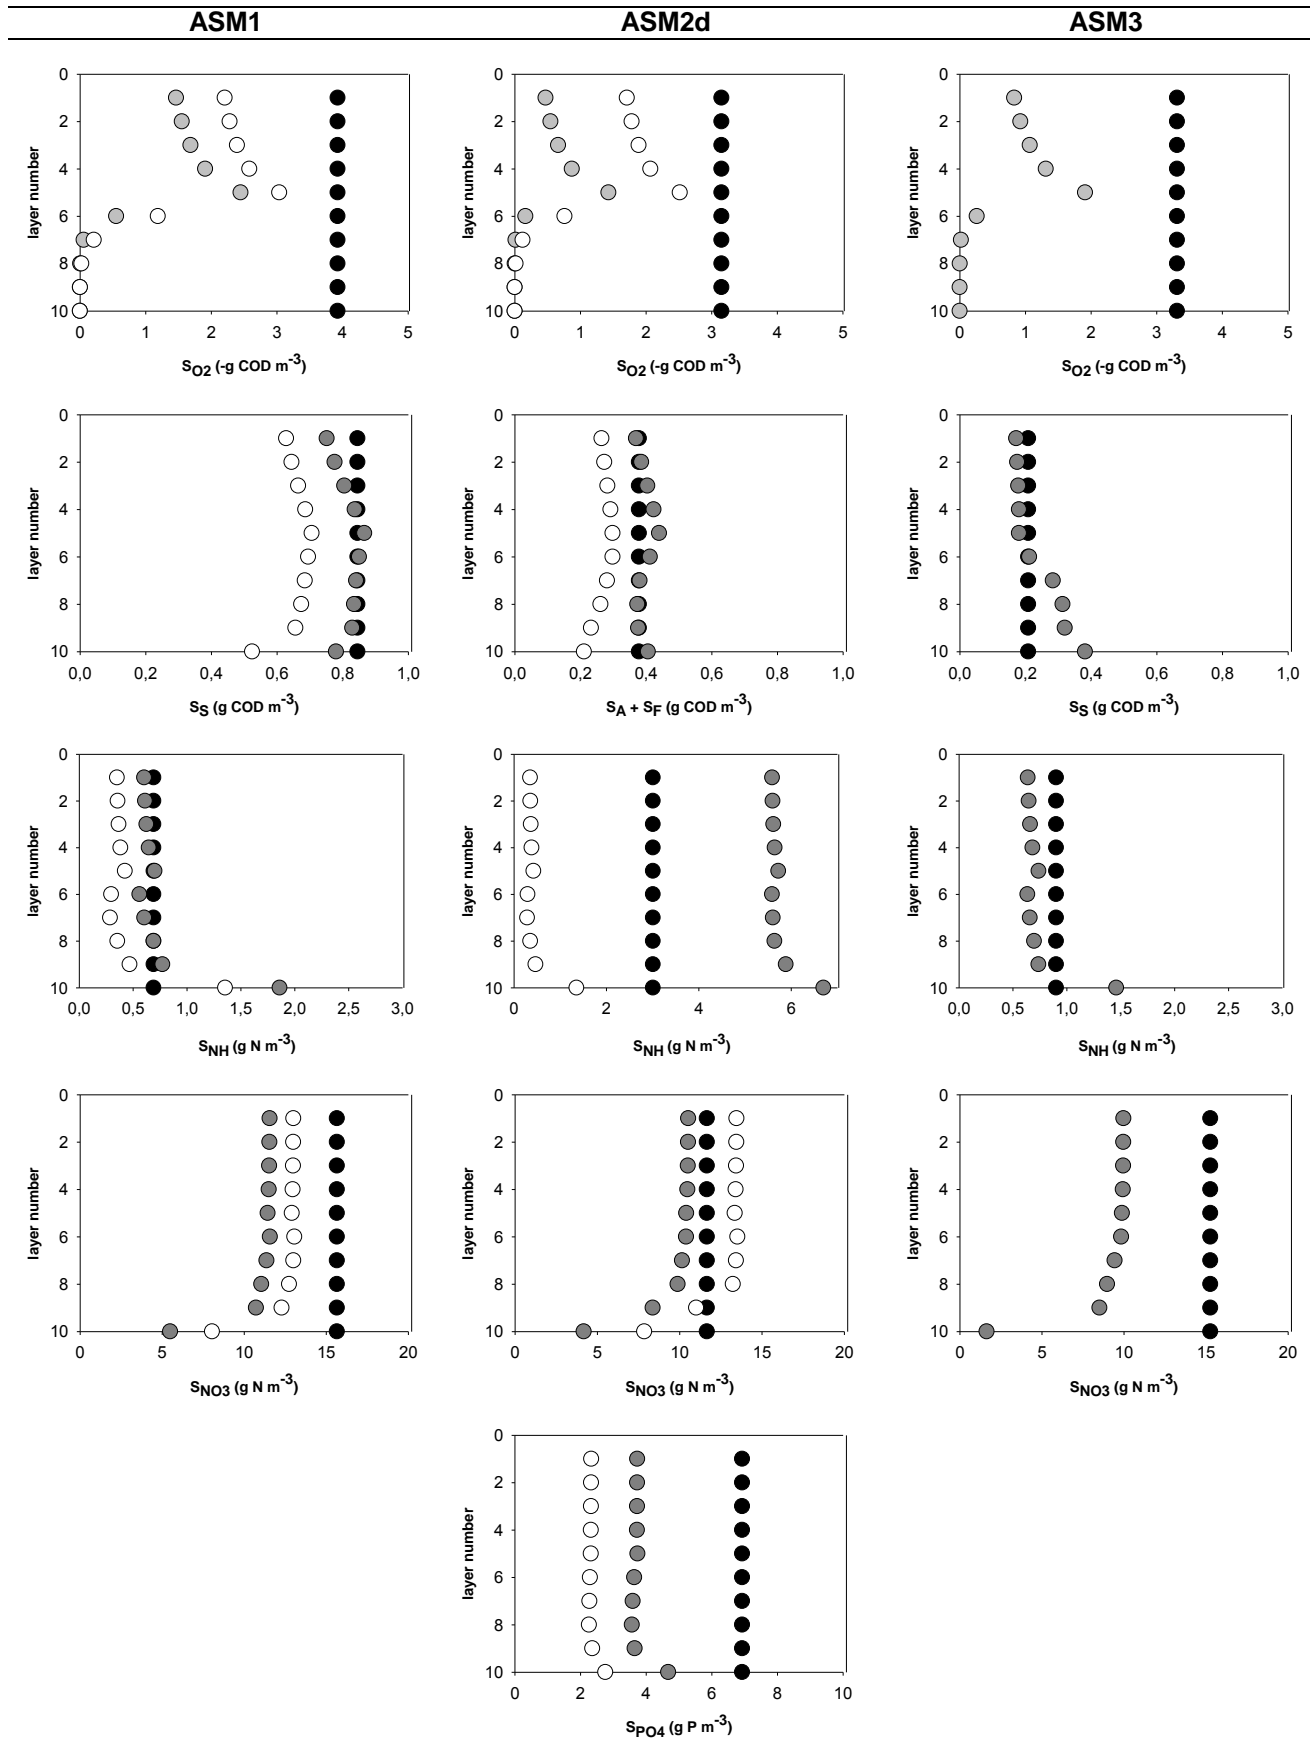 ASM1 ASM2d ASM3
0 0 0
2 2 2
4 4 4
6 6 6
8 8 8
10 10 10
layer number layer number layer number
0 1 2 3 4 5 0 1 2 3 4 5 0 1 2 3 4 5
SO2 (-g COD m-3) SO2 (-g COD m-3) SO2 (-g COD m-3)
0 0 0
2 2 2
4 4 4
6 6 6
8 8 8
10 10 10
layer number layer number layer number
0,0 0,2 0,4 0,6 0,8 1,0 0,0 0,2 0,4 0,6 0,8 1,0 0,0 0,2 0,4 0,6 0,8 1,0
SS (g COD m-3) SA + SF (g COD m-3) SS (g COD m-3)
0 0 0
2 2 2
4 4 4
6 6 6
8 8 8
10 10 10
layer number layer number layer number
0,0 0,5 1,0 1,5 2,0 2,5 3,0 0 2 4 6 0,0 0,5 1,0 1,5 2,0 2,5 3,0
SNH (g N m-3) SNH (g N m-3) SNH (g N m-3)
0 0 0
2 2 2
4 4 4
6 6 6
8 8 8
10 10 10
layer number layer number layer number
0 5 10 15 20 0 5 10 15 20 0 5 10 15 20
SNO3 (g N m-3) SNO3 (g N m-3) SNO3 (g N m-3)
0
2
4
6
8
10
layer number
0 2 4 6 8 10
SPO4 (g P m-3)